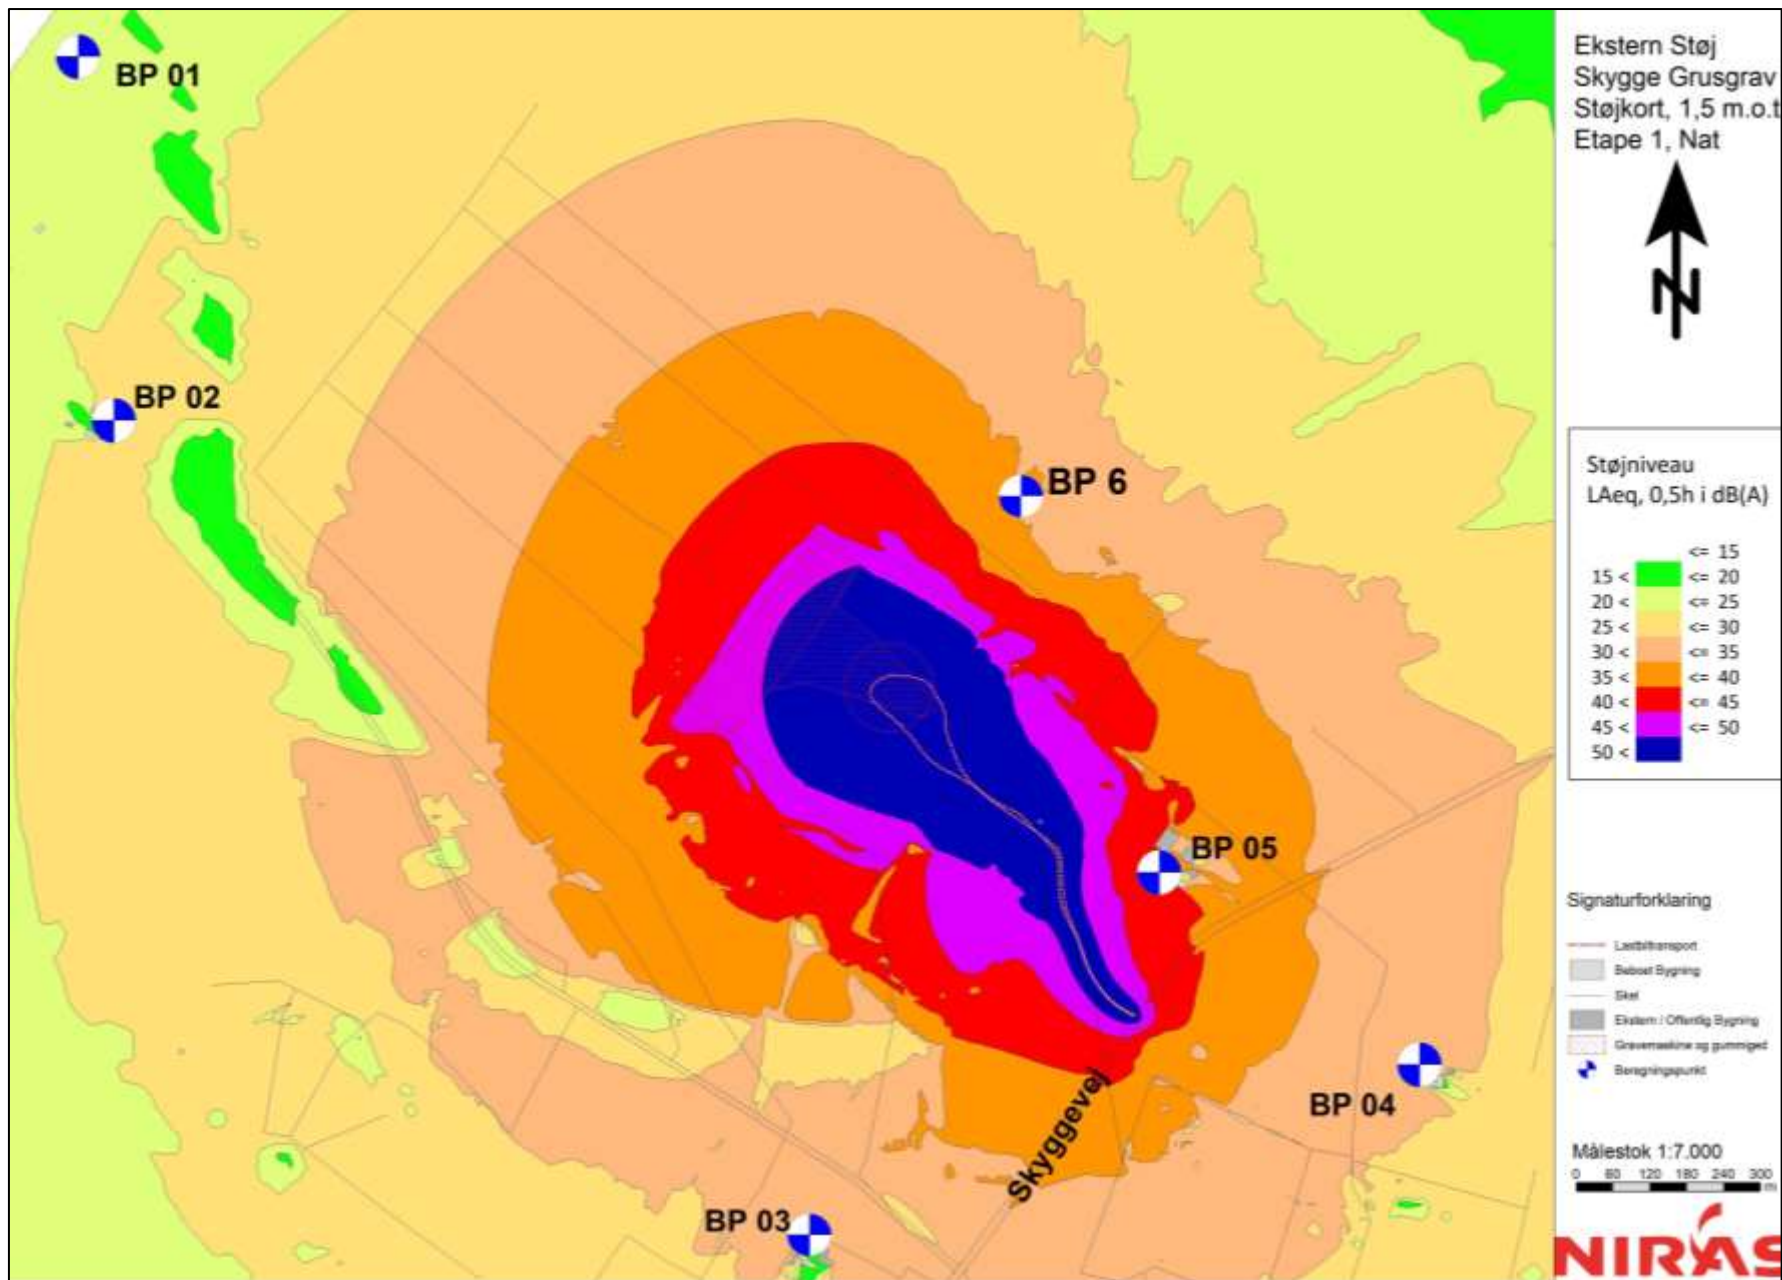 BP 01
BP 02
BP 6
BP 05
BP 04
BP 03
Skyggevej
Ekstern Støj
Skygge Grusgrav
Støjkort, 1,5 m.o.t
Etape 1, Nat
N
Støjniveau
LAeq, 0,5h i dB(A)
<= 15
15 < <= 20
20 < <= 25
25 < <= 30
30 < <= 35
35 < <= 40
40 < <= 45
45 < <= 50
50 <
Signaturforklaring
Lastbiltransport
Beboet Bygning
Skel
Ekstern / Offentlig Bygning
Gravemaskine og gummiged
Beregningspunkt
Målestok 1:7.000
0 60 120 180 240 300
m
NIRAS